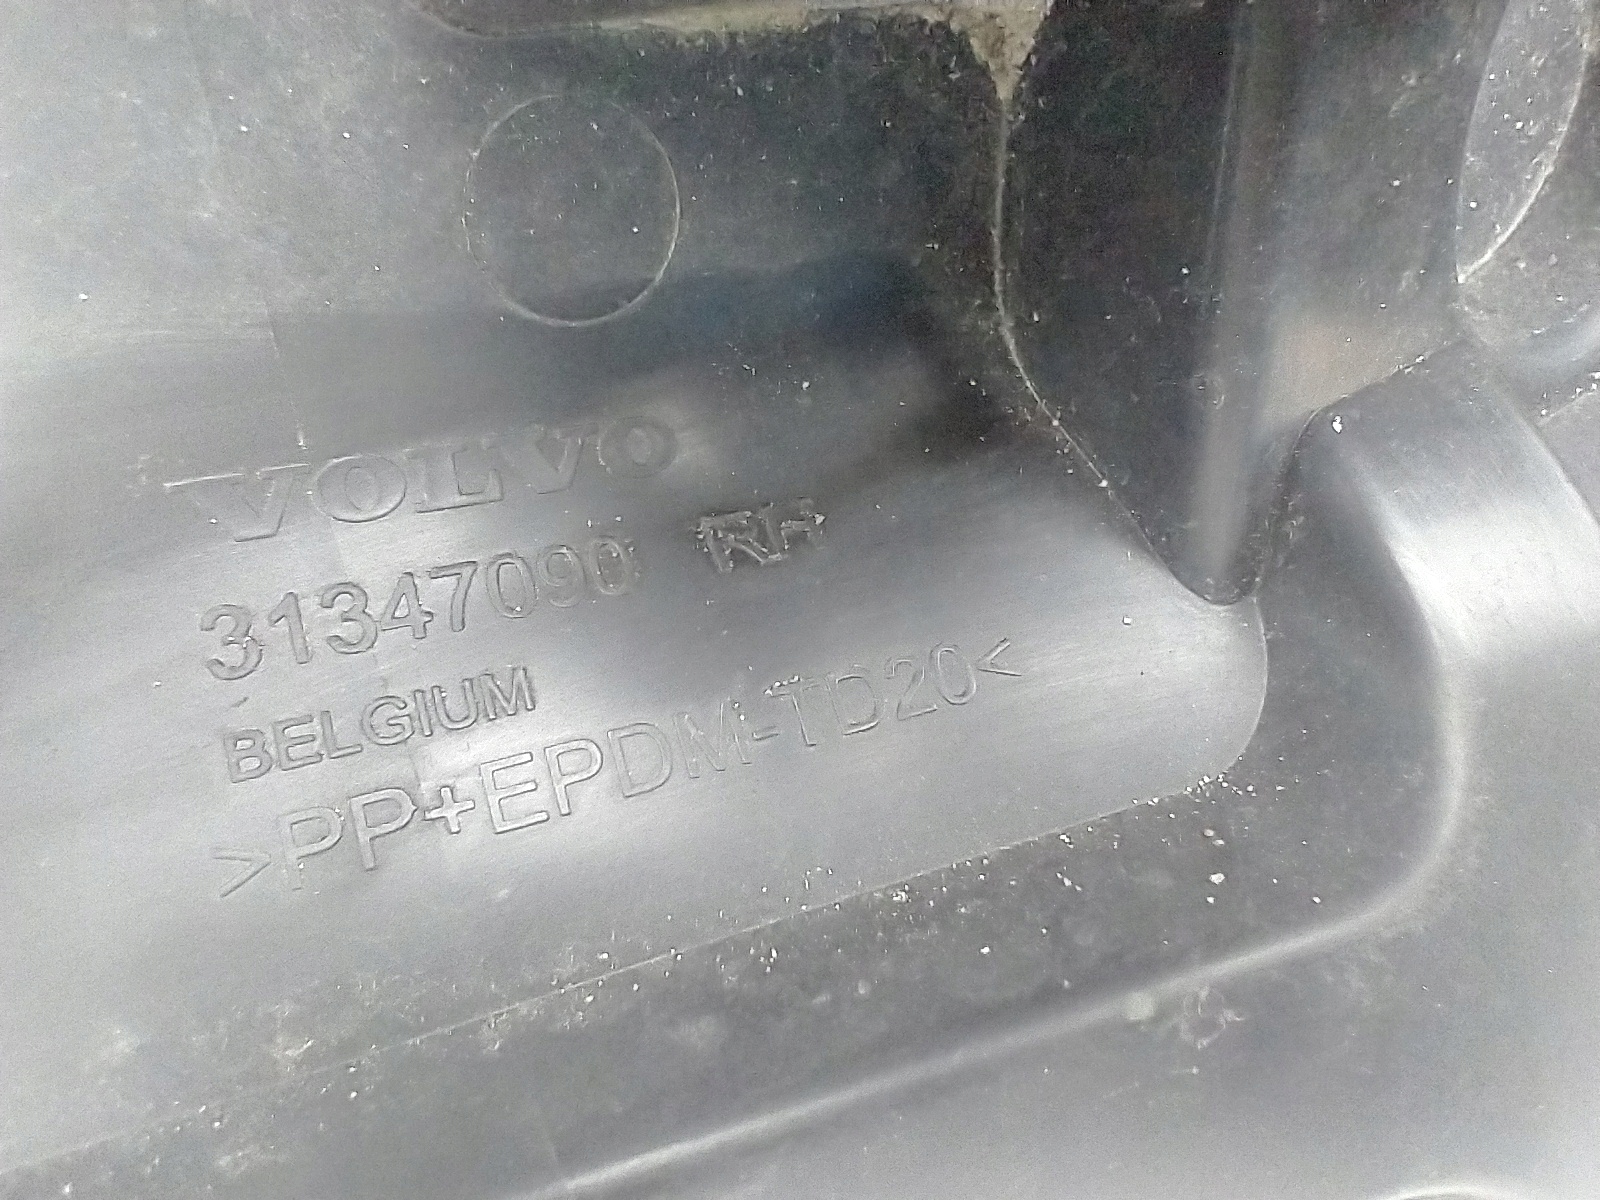 VOLVO
31347090 RH
BELGIUM
>PP+EPDM-TD20<